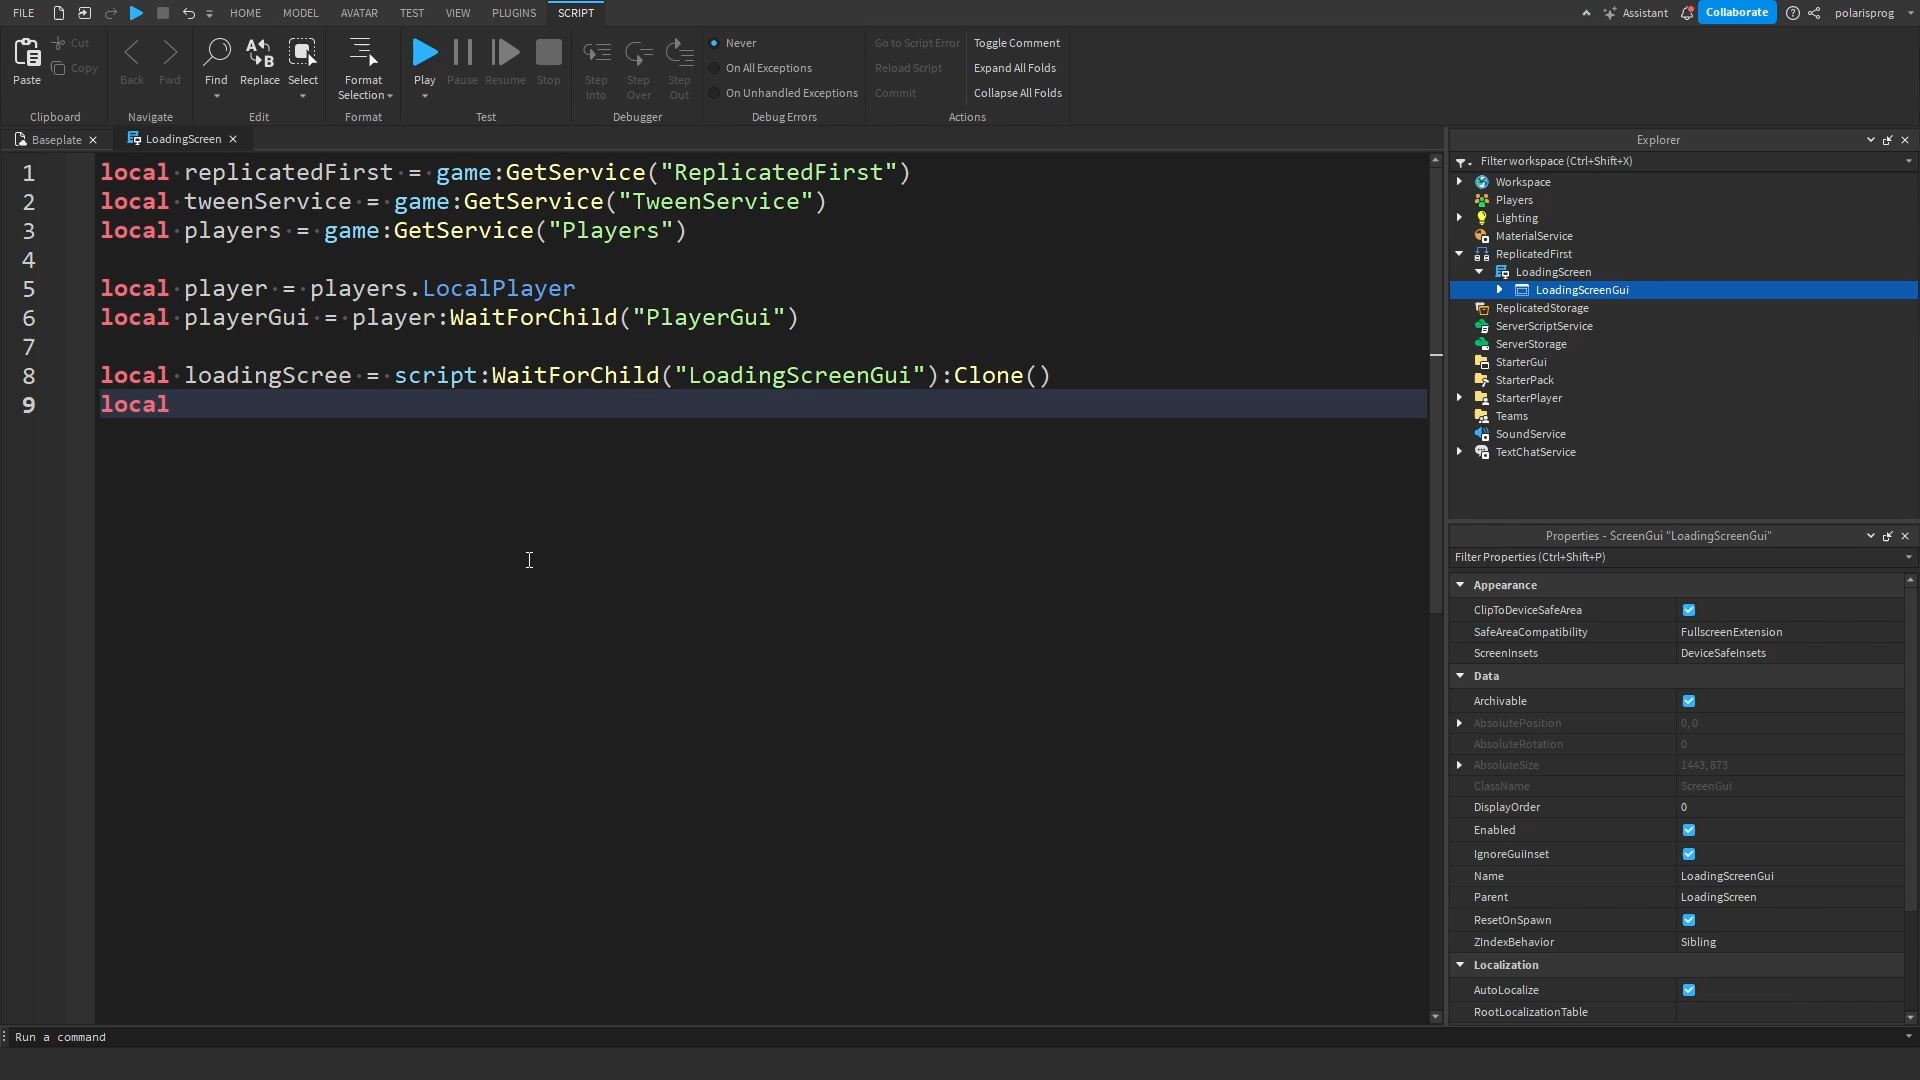 FILE HOME MODEL AVATAR TEST VIEW PLUGINS SCRIPT Assistant Collaborate polarisprog
Paste Cut Copy Back Fwd Find Replace Select Format Selection Play Pause Resume Stop Step Into Step Over Step Out
Never
On All Exceptions
On Unhandled Exceptions
Go to Script Error
Reload Script
Commit
Toggle Comment
Expand All Folds
Collapse All Folds
Clipboard Navigate Edit Format Test Debugger Debug Errors Actions
Baseplate LoadingScreen
1 local replicatedFirst = game:GetService("ReplicatedFirst")
2 local tweenService = game:GetService("TweenService")
3 local players = game:GetService("Players")
4
5 local player = players.LocalPlayer
6 local playerGui = player:WaitForChild("PlayerGui")
7
8 local loadingScree = script:WaitForChild("LoadingScreenGui"):Clone()
9 local
Explorer
Filter workspace (Ctrl+Shift+X)
Workspace
Players
Lighting
MaterialService
ReplicatedFirst
LoadingScreen
LoadingScreenGui
ReplicatedStorage
ServerScriptService
ServerStorage
StarterGui
StarterPack
StarterPlayer
Teams
SoundService
TextChatService
Properties - ScreenGui "LoadingScreenGui"
Filter Properties (Ctrl+Shift+P)
Appearance
ClipToDeviceSafeArea
SafeAreaCompatibility FullscreenExtension
ScreenInsets DeviceSafeInsets
Data
Archivable
AbsolutePosition 0, 0
AbsoluteRotation 0
AbsoluteSize 1443, 873
ClassName ScreenGui
DisplayOrder 0
Enabled
IgnoreGuiInset
Name LoadingScreenGui
Parent LoadingScreen
ResetOnSpawn
ZIndexBehavior Sibling
Localization
AutoLocalize
RootLocalizationTable
Run a command